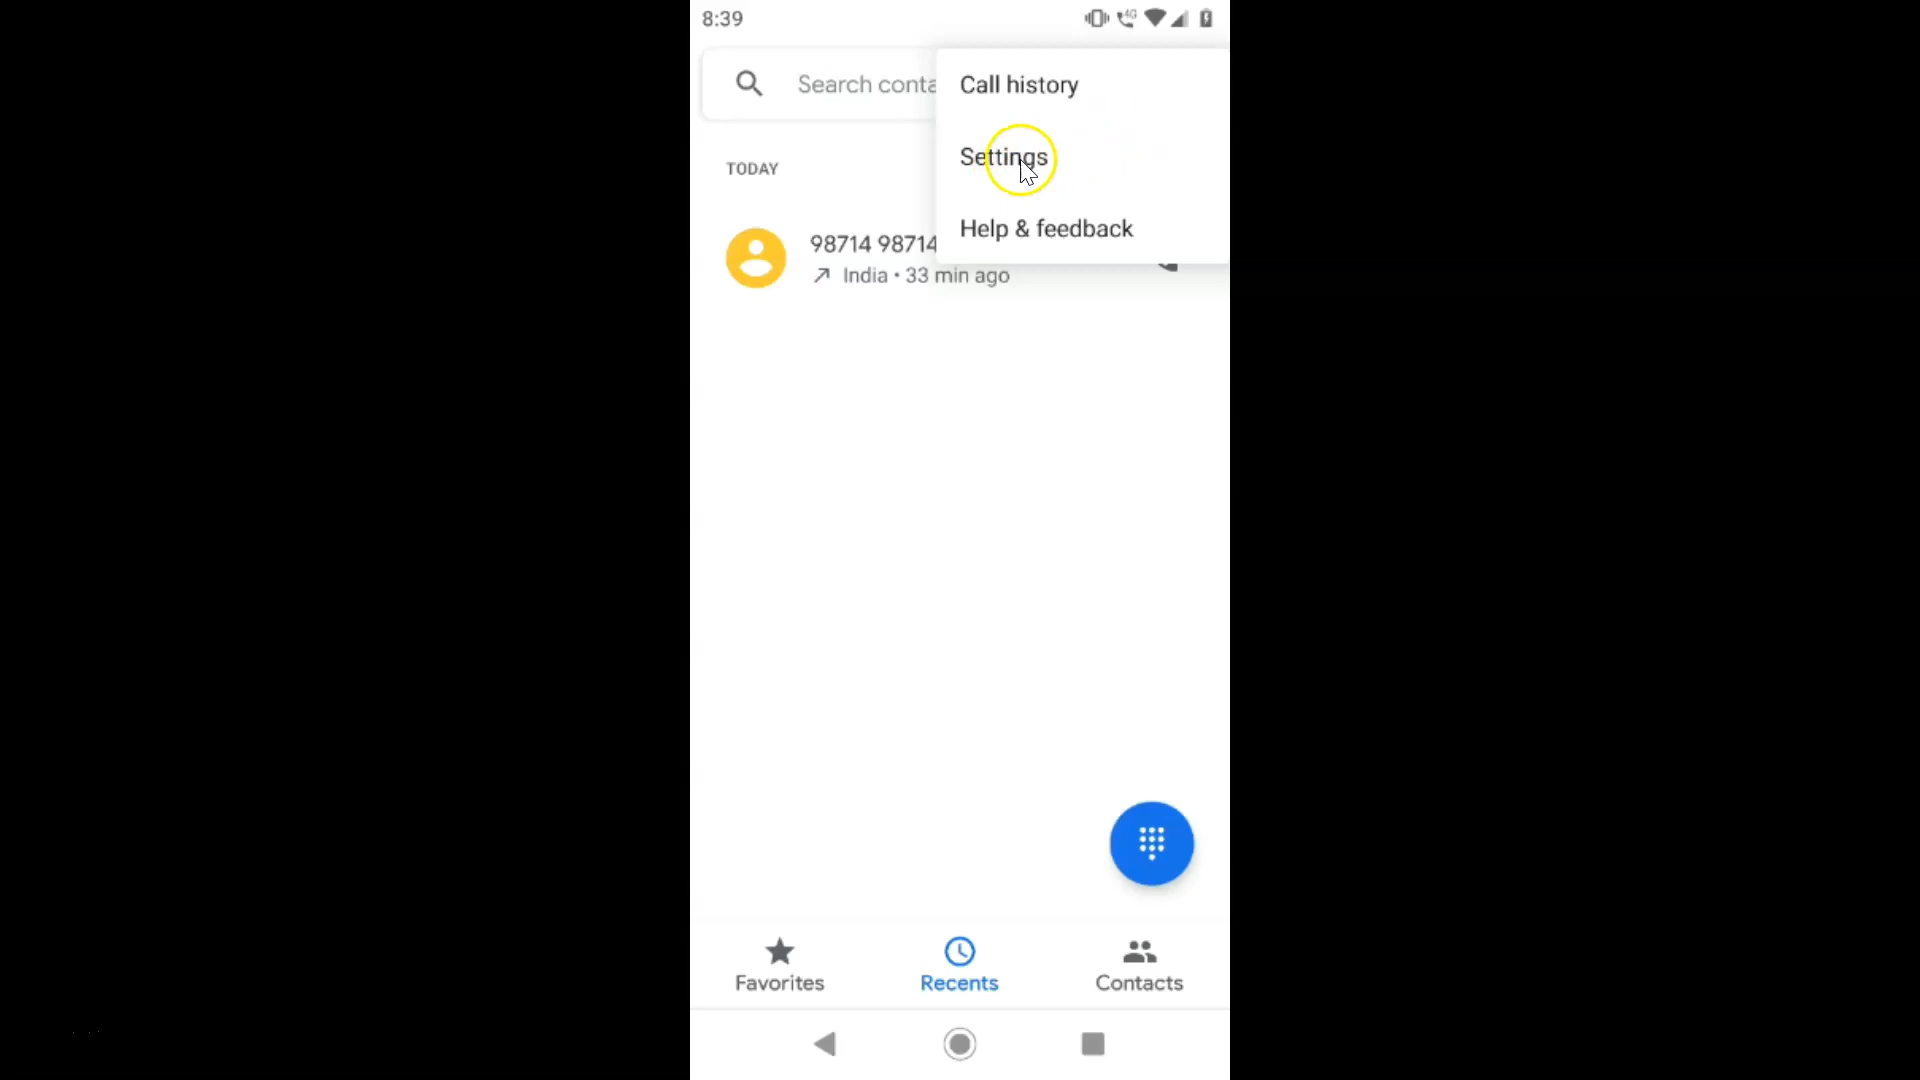 8:39
4G
Search conta
Call history
Settings
Help & feedback
TODAY
98714 98714
India • 33 min ago
Favorites
Recents
Contacts